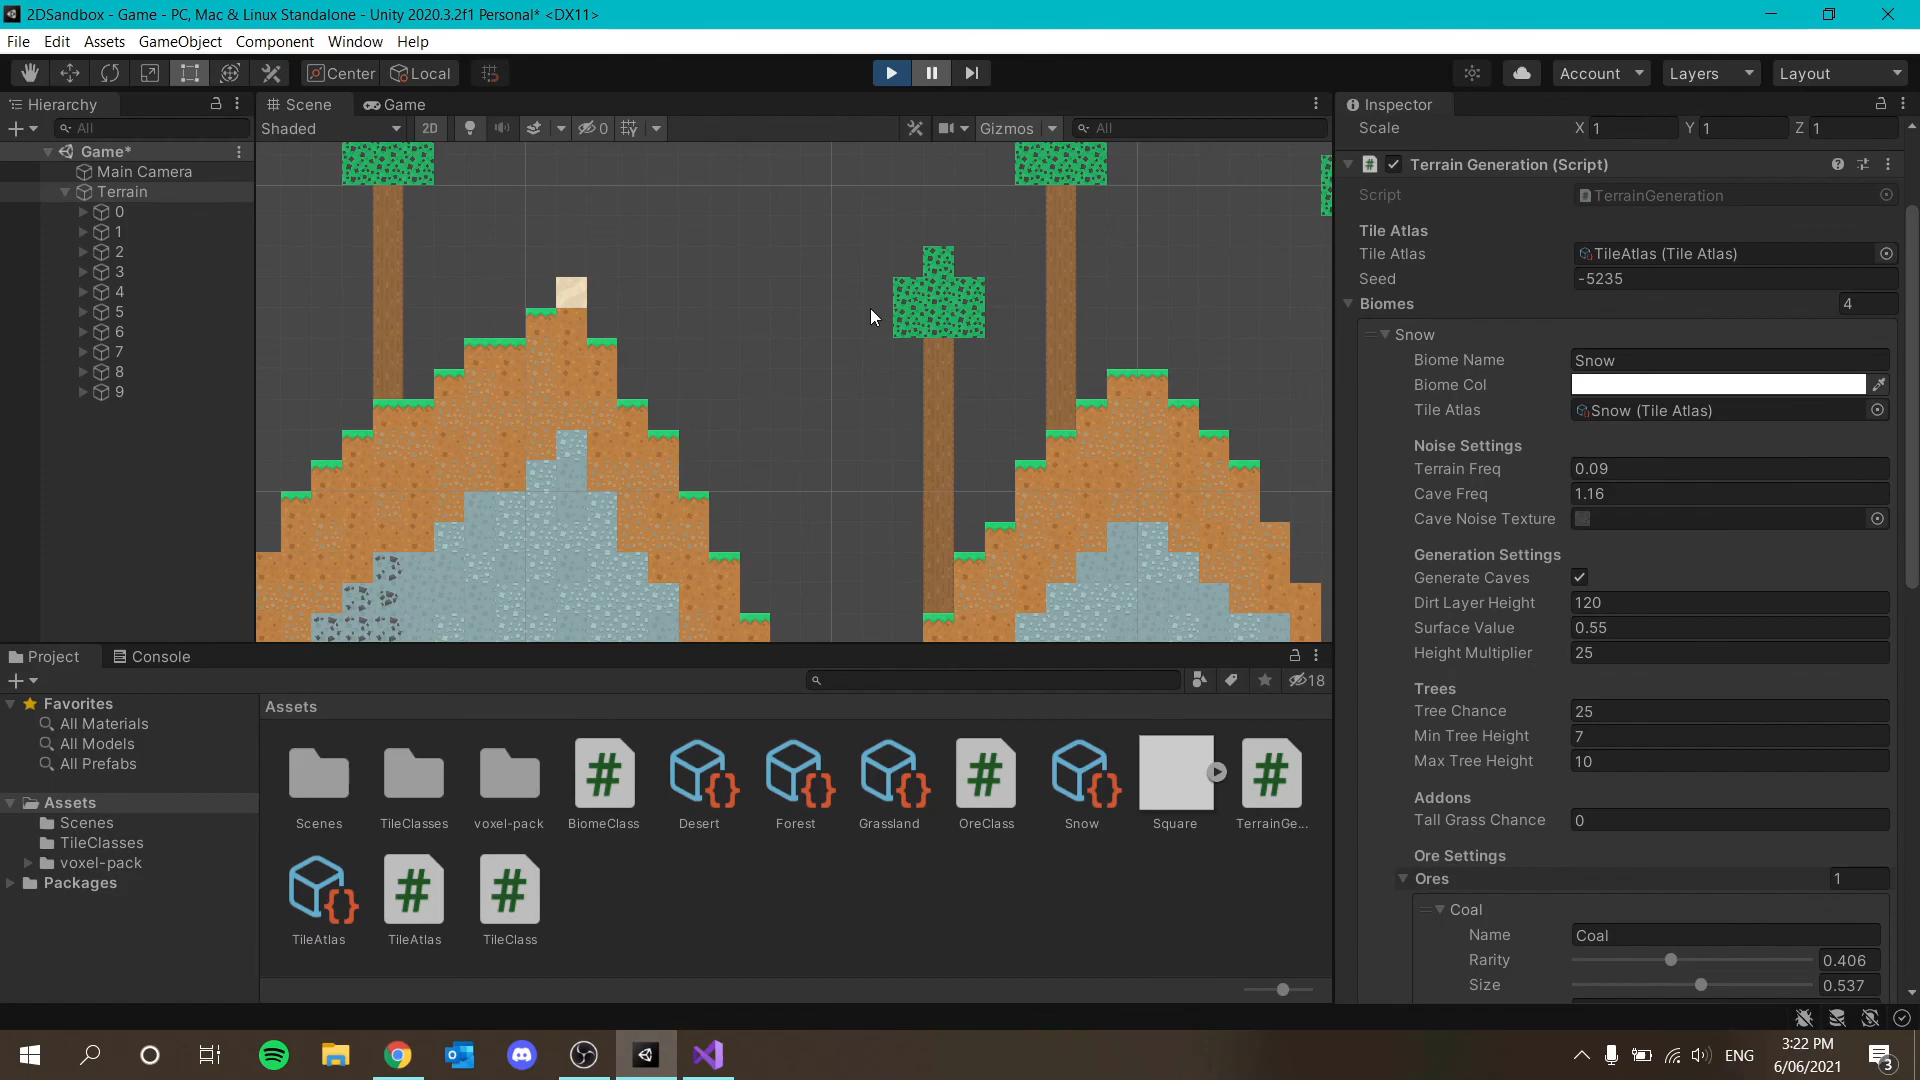 2DSandbox - Game - PC, Mac & Linux Standalone - Unity 2020.3.2f1 Personal* <DX11>
File Edit Assets GameObject Component Window Help
Center Local Account Layers Layout
Hierarchy
All
Game*
Main Camera
Terrain
0
1
2
3
4
5
6
7
8
9
Scene Game
Shaded 2D 0 Gizmos All
Inspector
Scale X 1 Y 1 Z 1
# Terrain Generation (Script)
Script # TerrainGeneration
Tile Atlas
Tile Atlas TileAtlas (Tile Atlas)
Seed -5235
Biomes 4
Snow
Biome Name Snow
Biome Col
Tile Atlas Snow (Tile Atlas)
Noise Settings
Terrain Freq 0.09
Cave Freq 1.16
Cave Noise Texture
Generation Settings
Generate Caves
Dirt Layer Height 120
Surface Value 0.55
Height Multiplier 25
Trees
Tree Chance 25
Min Tree Height 7
Max Tree Height 10
Addons
Tall Grass Chance 0
Ore Settings
Ores 1
Coal
Name Coal
Rarity 0.406
Size 0.537
Project Console
18
Favorites
All Materials
All Models
All Prefabs
Assets
Scenes
TileClasses
voxel-pack
Packages
Assets
Scenes TileClasses voxel-pack BiomeClass Desert Forest Grassland OreClass Snow Square TerrainGe...
TileAtlas TileAtlas TileClass
ENG
3:22 PM
6/06/2021
3